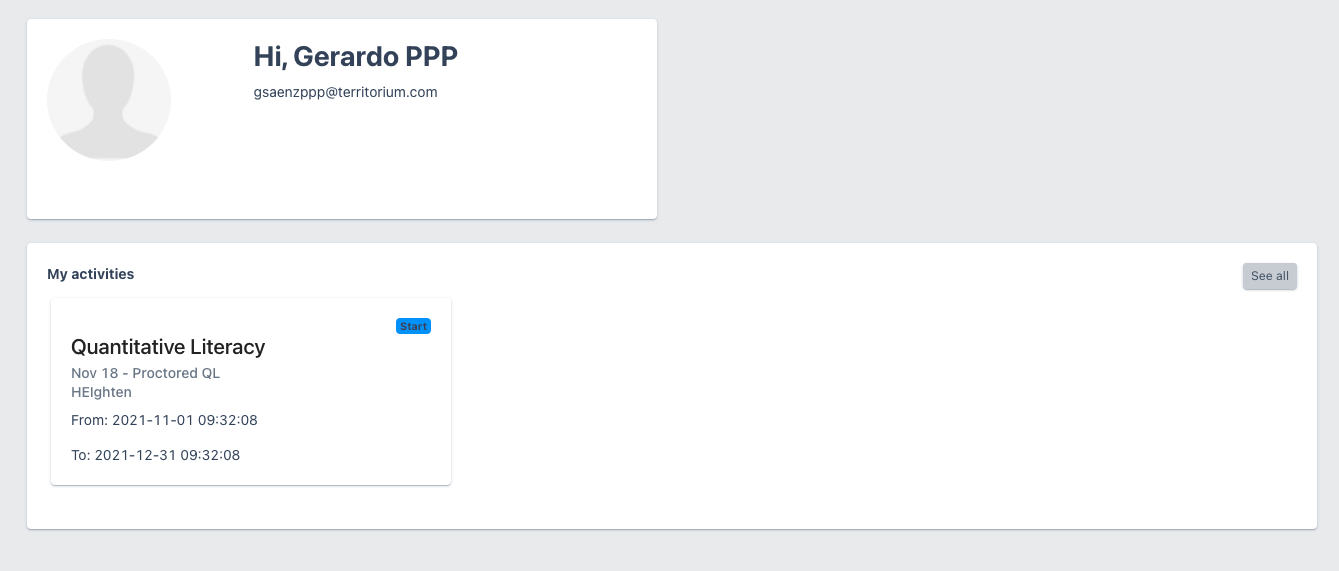 Hi, Gerardo PPP
gsaenzppp@territorium.com
My activities
See all
Start
Quantitative Literacy
Nov 18 - Proctored QL
HEIghten
From: 2021-11-01 09:32:08
To: 2021-12-31 09:32:08